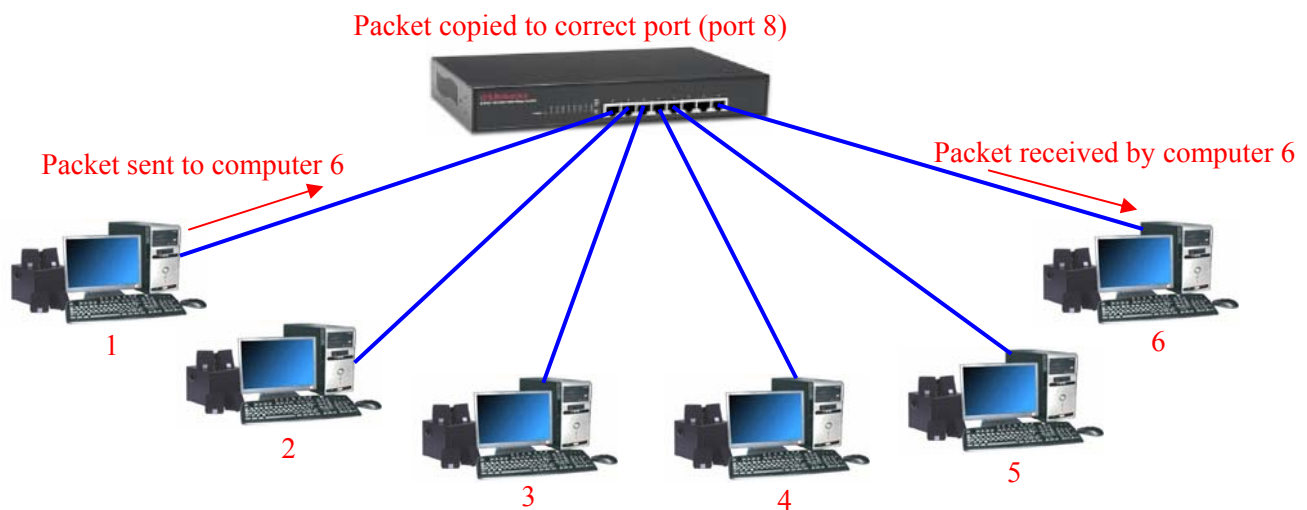 Packet copied to correct port (port 8)
Packet sent to computer 6
Packet received by computer 6
1
2
3
4
5
6